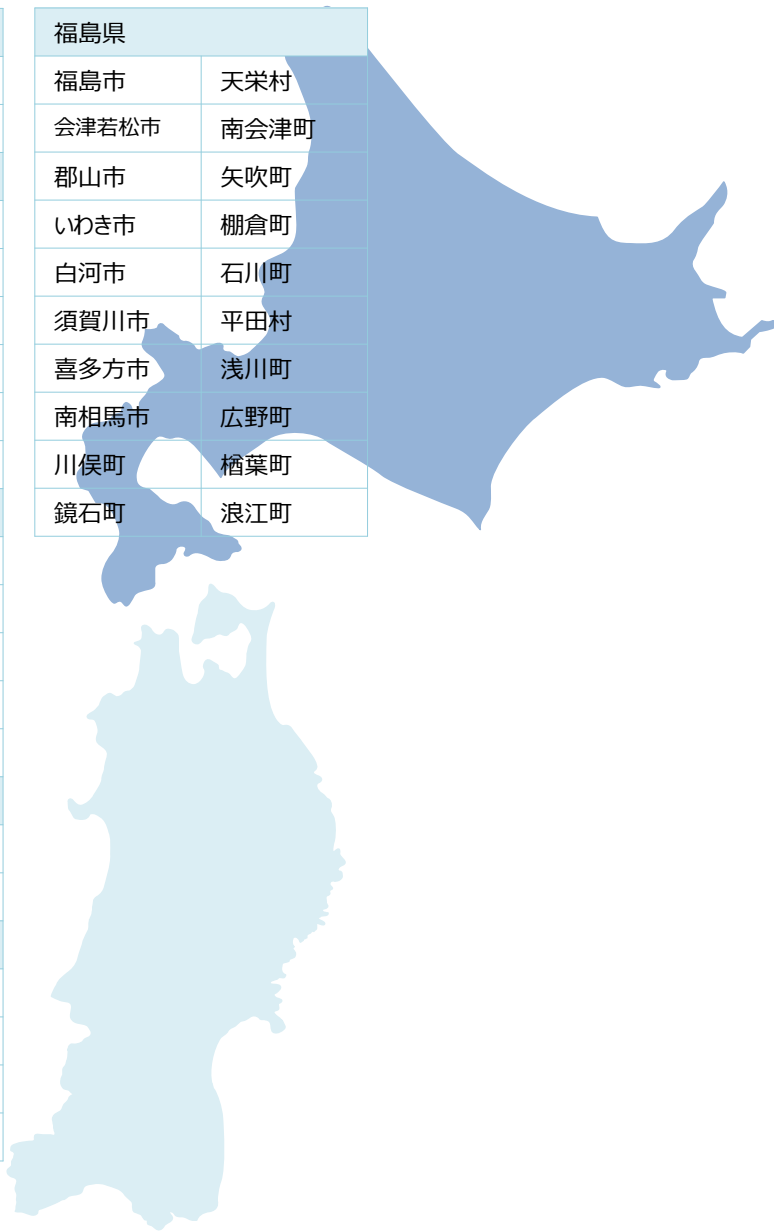 福島県
福島市 天栄村
会津若松市 南会津町
郡山市 矢吹町
いわき市 棚倉町
白河市 石川町
須賀川市 平田村
喜多方市 浅川町
南相馬市 広野町
川俣町 楢葉町
鏡石町 浪江町